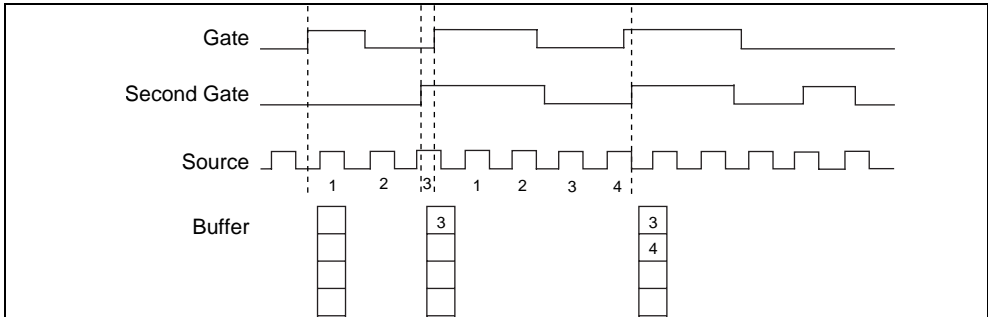 Gate
Second Gate
Source
1 2 3 1 2 3 4
Buffer
3 3
4